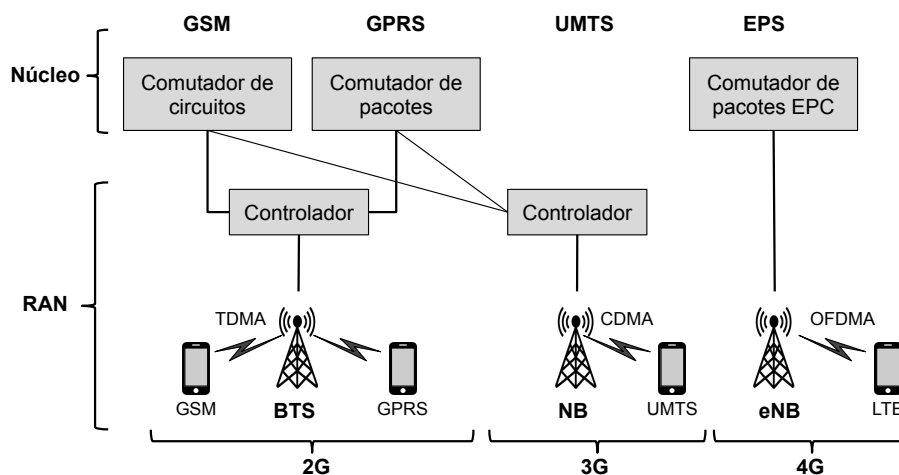 GSM
GPRS
UMTS
EPS
Núcleo
Comutador de
circuitos
Comutador de
pacotes
Comutador de
pacotes EPC
Controlador
Controlador
RAN
TDMA
CDMA
OFDMA
GSM
BTS
GPRS
NB
UMTS
eNB
LTE
2G
3G
4G